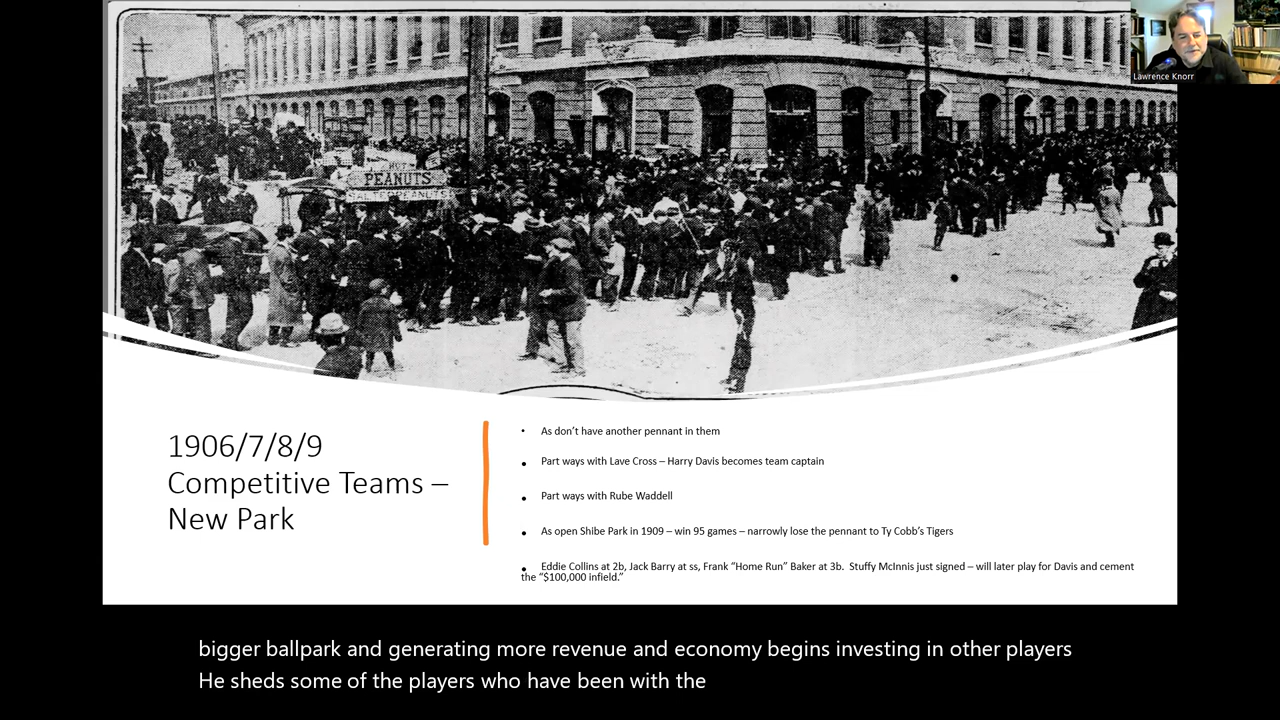 Lawrence Knorr
HOT
PEANUTS
SALTED PEANUTS
1906/7/8/9
Competitive Teams –
New Park
• As don’t have another pennant in them
• Part ways with Lave Cross – Harry Davis becomes team captain
• Part ways with Rube Waddell
• As open Shibe Park in 1909 – win 95 games – narrowly lose the pennant to Ty Cobb’s Tigers
• Eddie Collins at 2b, Jack Barry at ss, Frank “Home Run” Baker at 3b.  Stuffy McInnis just signed – will later play for Davis and cement
the “$100,000 infield.”
bigger ballpark and generating more revenue and economy begins investing in other players
He sheds some of the players who have been with the